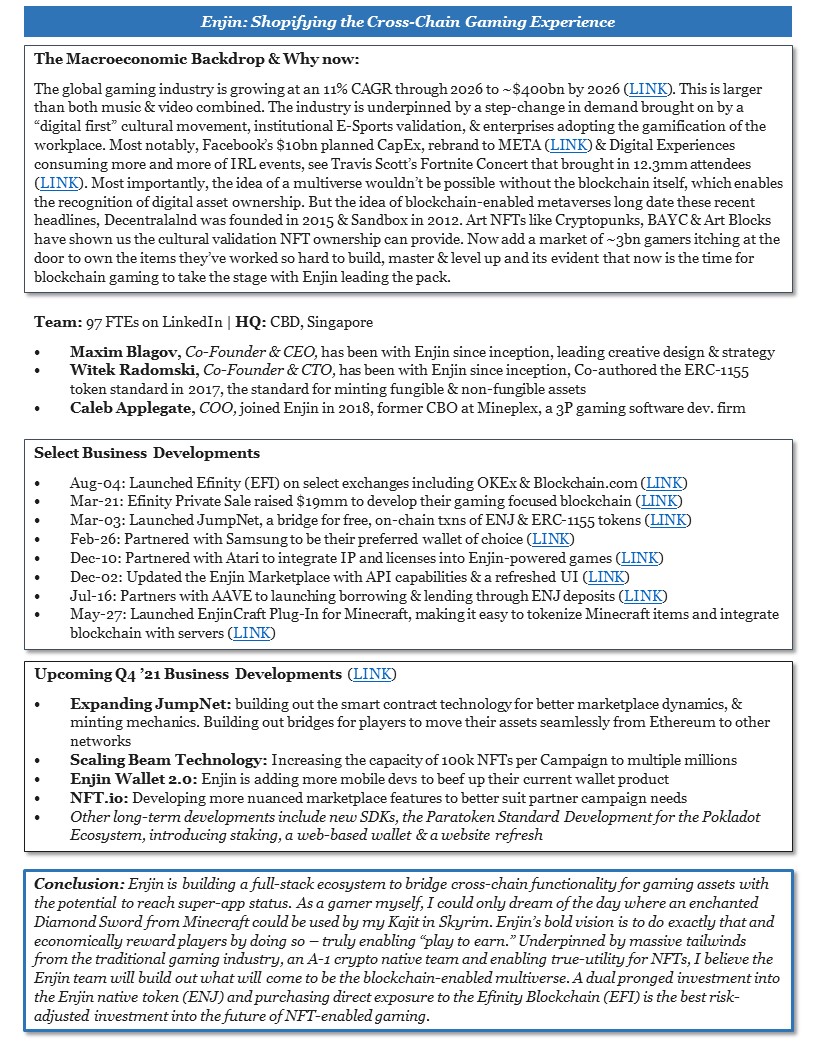 Enjin: Shopifying the Cross-Chain Gaming Experience
The Macroeconomic Backdrop & Why now:
The global gaming industry is growing at an 11% CAGR through 2026 to ~$400bn by 2026 (LINK). This is larger
than both music & video combined. The industry is underpinned by a step-change in demand brought on by a
“digital first” cultural movement, institutional E-Sports validation, & enterprises adopting the gamification of the
workplace. Most notably, Facebook’s $10bn planned CapEx, rebrand to META (LINK) & Digital Experiences
consuming more and more of IRL events, see Travis Scott’s Fortnite Concert that brought in 12.3mm attendees
(LINK). Most importantly, the idea of a multiverse wouldn’t be possible without the blockchain itself, which enables
the recognition of digital asset ownership. But the idea of blockchain-enabled metaverses long date these recent
headlines, Decentralalnd was founded in 2015 & Sandbox in 2012. Art NFTs like Cryptopunks, BAYC & Art Blocks
have shown us the cultural validation NFT ownership can provide. Now add a market of ~3bn gamers itching at the
door to own the items they’ve worked so hard to build, master & level up and its evident that now is the time for
blockchain gaming to take the stage with Enjin leading the pack.
Team: 97 FTEs on LinkedIn | HQ: CBD, Singapore
• Maxim Blagov, Co-Founder & CEO, has been with Enjin since inception, leading creative design & strategy
• Witek Radomski, Co-Founder & CTO, has been with Enjin since inception, Co-authored the ERC-1155
token standard in 2017, the standard for minting fungible & non-fungible assets
• Caleb Applegate, COO, joined Enjin in 2018, former CBO at Mineplex, a 3P gaming software dev. firm
Select Business Developments
• Aug-04: Launched Efinity (EFI) on select exchanges including OKEx & Blockchain.com (LINK)
• Mar-21: Efinity Private Sale raised $19mm to develop their gaming focused blockchain (LINK)
• Mar-03: Launched JumpNet, a bridge for free, on-chain txns of ENJ & ERC-1155 tokens (LINK)
• Feb-26: Partnered with Samsung to be their preferred wallet of choice (LINK)
• Dec-10: Partnered with Atari to integrate IP and licenses into Enjin-powered games (LINK)
• Dec-02: Updated the Enjin Marketplace with API capabilities & a refreshed UI (LINK)
• Jul-16: Partners with AAVE to launching borrowing & lending through ENJ deposits (LINK)
• May-27: Launched EnjinCraft Plug-In for Minecraft, making it easy to tokenize Minecraft items and integrate
blockchain with servers (LINK)
Upcoming Q4 ’21 Business Developments (LINK)
• Expanding JumpNet: building out the smart contract technology for better marketplace dynamics, &
minting mechanics. Building out bridges for players to move their assets seamlessly from Ethereum to other
networks
• Scaling Beam Technology: Increasing the capacity of 100k NFTs per Campaign to multiple millions
• Enjin Wallet 2.0: Enjin is adding more mobile devs to beef up their current wallet product
• NFT.io: Developing more nuanced marketplace features to better suit partner campaign needs
• Other long-term developments include new SDKs, the Paratoken Standard Development for the Pokladot
Ecosystem, introducing staking, a web-based wallet & a website refresh
Conclusion: Enjin is building a full-stack ecosystem to bridge cross-chain functionality for gaming assets with
the potential to reach super-app status. As a gamer myself, I could only dream of the day where an enchanted
Diamond Sword from Minecraft could be used by my Kajit in Skyrim. Enjin’s bold vision is to do exactly that and
economically reward players by doing so – truly enabling “play to earn.” Underpinned by massive tailwinds
from the traditional gaming industry, an A-1 crypto native team and enabling true-utility for NFTs, I believe the
Enjin team will build out what will come to be the blockchain-enabled multiverse. A dual pronged investment into
the Enjin native token (ENJ) and purchasing direct exposure to the Efinity Blockchain (EFI) is the best risk-
adjusted investment into the future of NFT-enabled gaming.